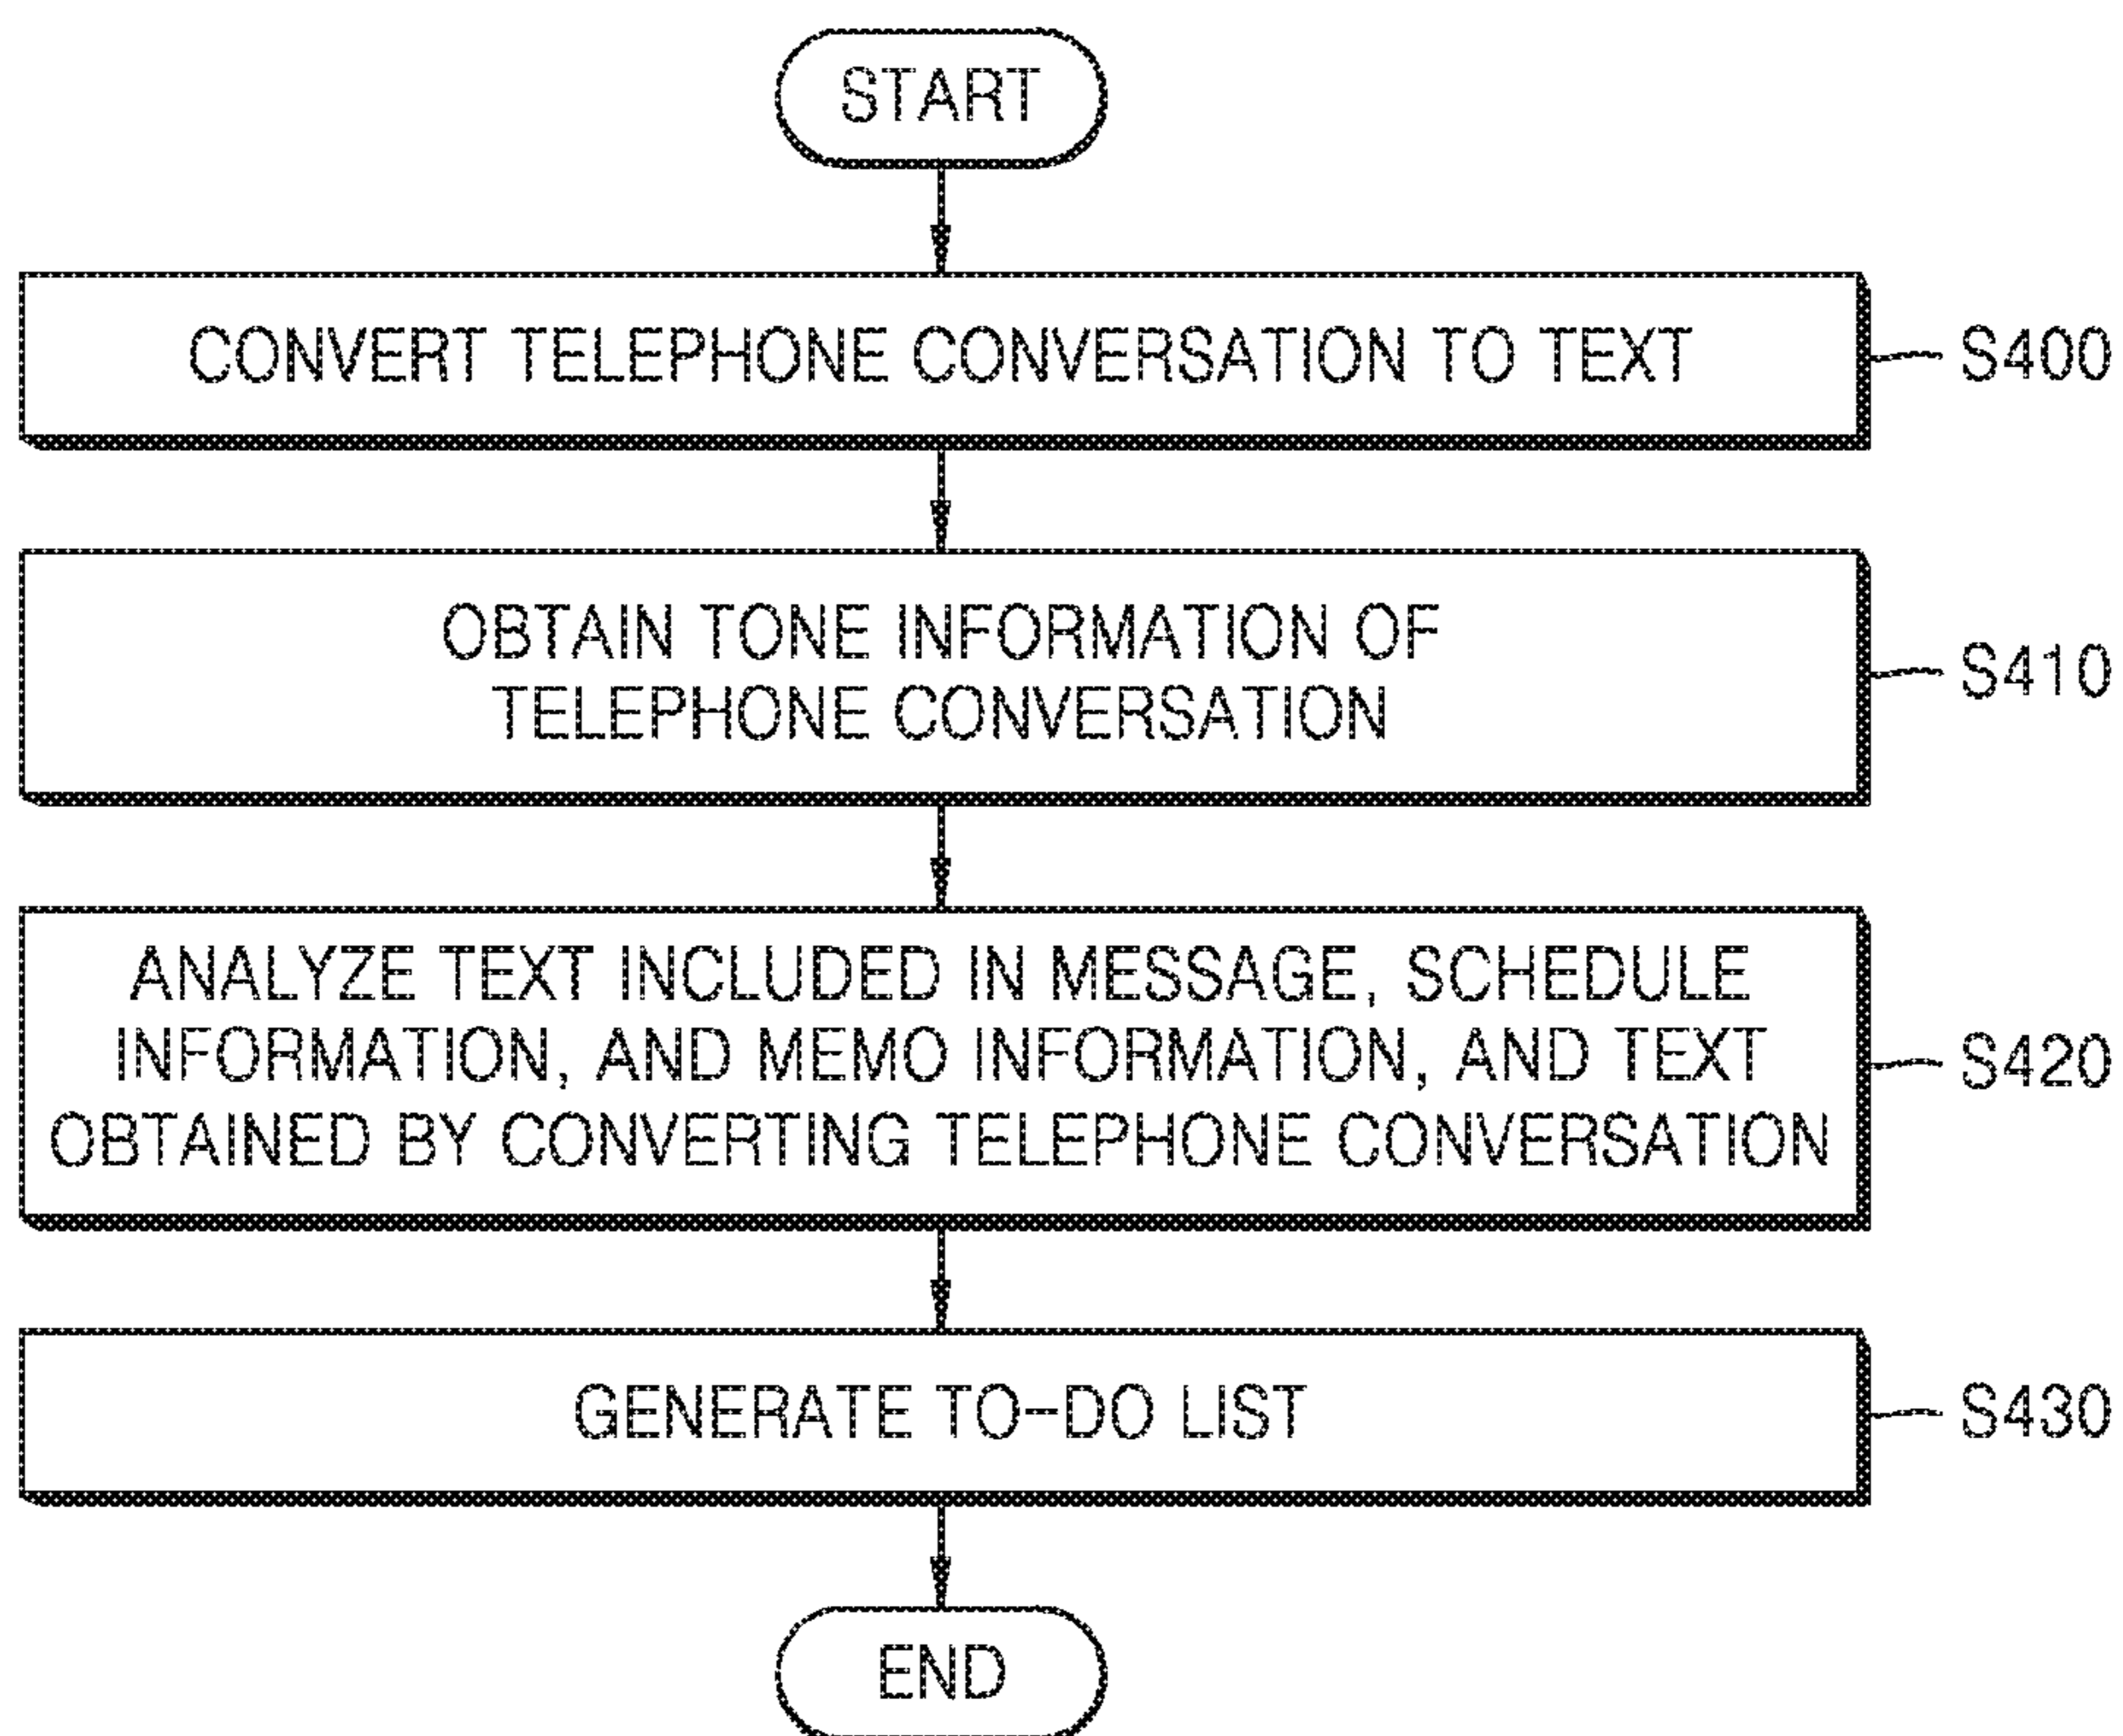 START
CONVERT TELEPHONE CONVERSATION TO TEXT
S400
OBTAIN TONE INFORMATION OF
TELEPHONE CONVERSATION
S410
ANALYZE TEXT INCLUDED IN MESSAGE, SCHEDULE
INFORMATION, AND MEMO INFORMATION, AND TEXT
OBTAINED BY CONVERTING TELEPHONE CONVERSATION
S420
GENERATE TO-DO LIST
S430
END